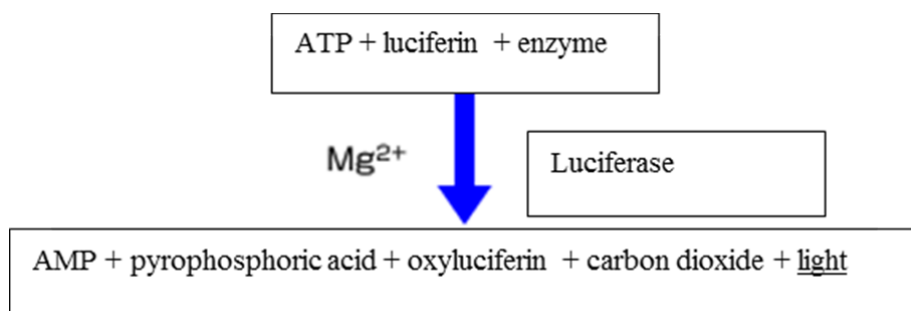 ATP + luciferin + enzyme
Mg²⁺
Luciferase
AMP + pyrophosphoric acid + oxyluciferin + carbon dioxide + light